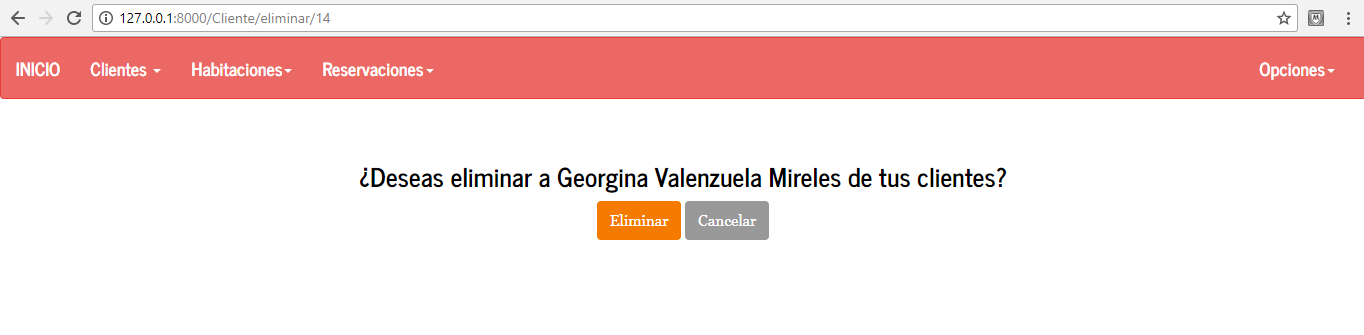 127.0.0.1:8000/Cliente/eliminar/14
INICIO Clientes Habitaciones Reservaciones Opciones
¿Deseas eliminar a Georgina Valenzuela Mireles de tus clientes?
Eliminar Cancelar